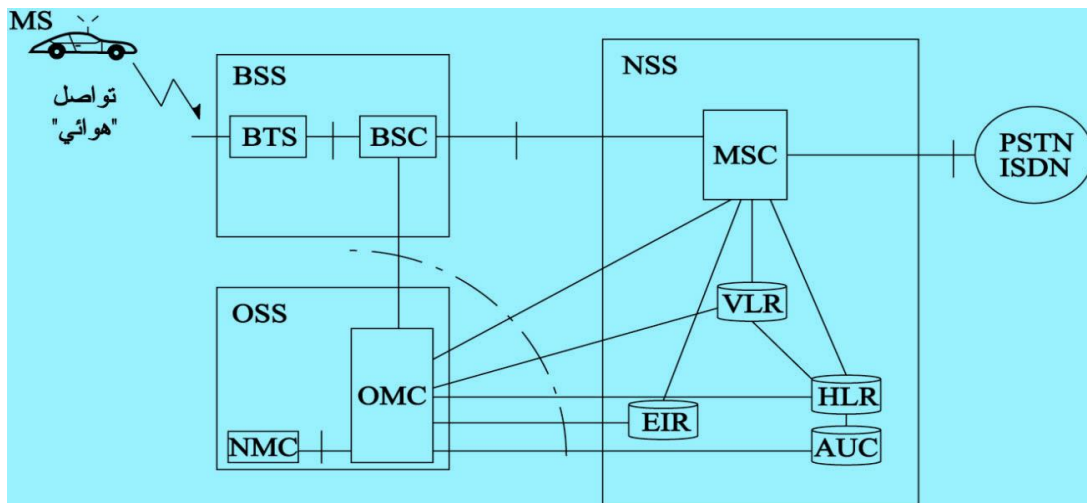 MS
تواصل
"هوائي"
BSS
BTS
BSC
NSS
MSC
PSTN
ISDN
VLR
HLR
EIR
AUC
OSS
OMC
NMC